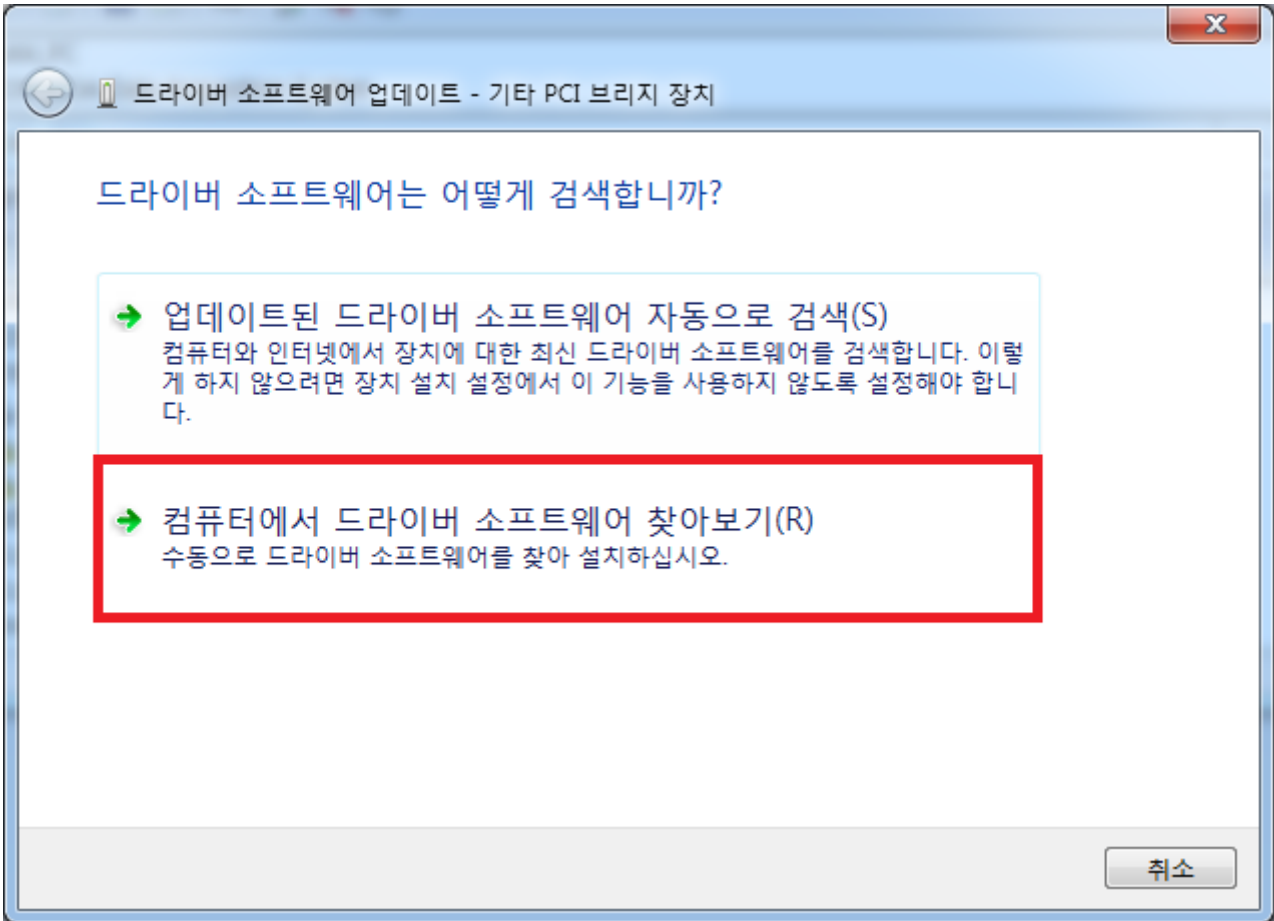 드라이버 소프트웨어 업데이트 - 기타 PCI 브리지 장치
드라이버 소프트웨어는 어떻게 검색합니까?
업데이트된 드라이버 소프트웨어 자동으로 검색(S)
컴퓨터와 인터넷에서 장치에 대한 최신 드라이버 소프트웨어를 검색합니다. 이렇
게 하지 않으려면 장치 설치 설정에서 이 기능을 사용하지 않도록 설정해야 합니
다.
컴퓨터에서 드라이버 소프트웨어 찾아보기(R)
수동으로 드라이버 소프트웨어를 찾아 설치하십시오.
취소